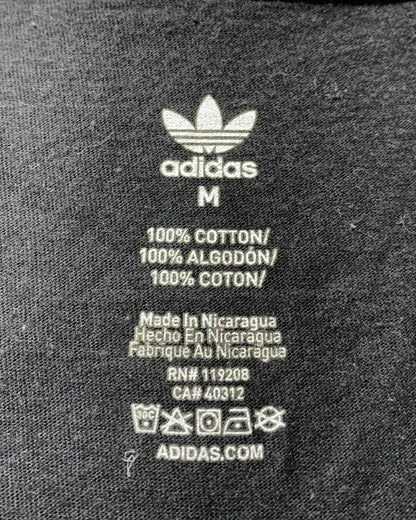 adidas
M
100% COTTON/
100% ALGODÓN/
100% COTON/
Made In Nicaragua
Hecho En Nicaragua
Fabriqué Au Nicaragua
RN# 119208
CA# 40312
30C
ADIDAS.COM